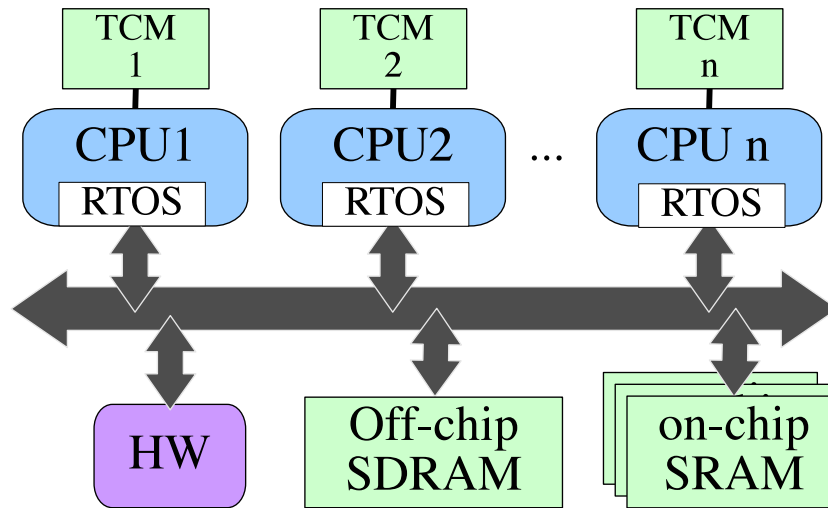 TCM
1
TCM
2
TCM
n
CPU1
CPU2
...
CPU n
RTOS
RTOS
RTOS
HW
Off-chip
SDRAM
on-chip
SRAM